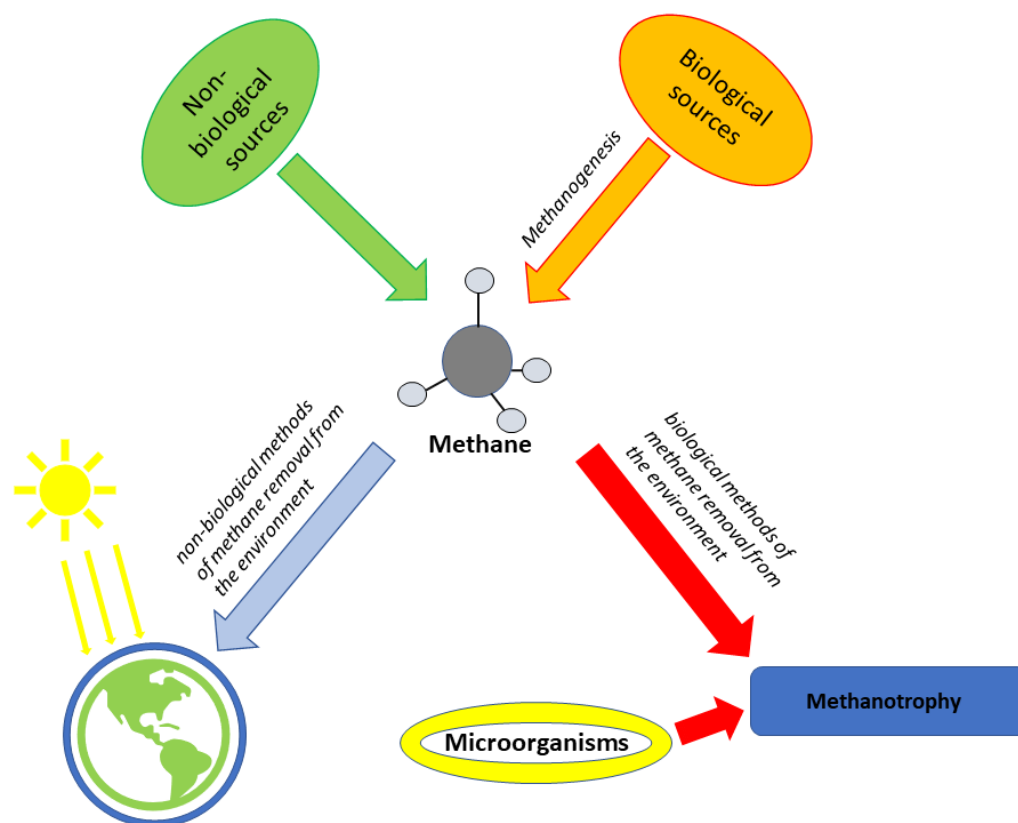 Non-
biological
sources
Biological
sources
Methanogenesis
Methane
non-biological methods
of methane removal from
the environment
biological methods of
methane removal from
the environment
Microorganisms
Methanotrophy